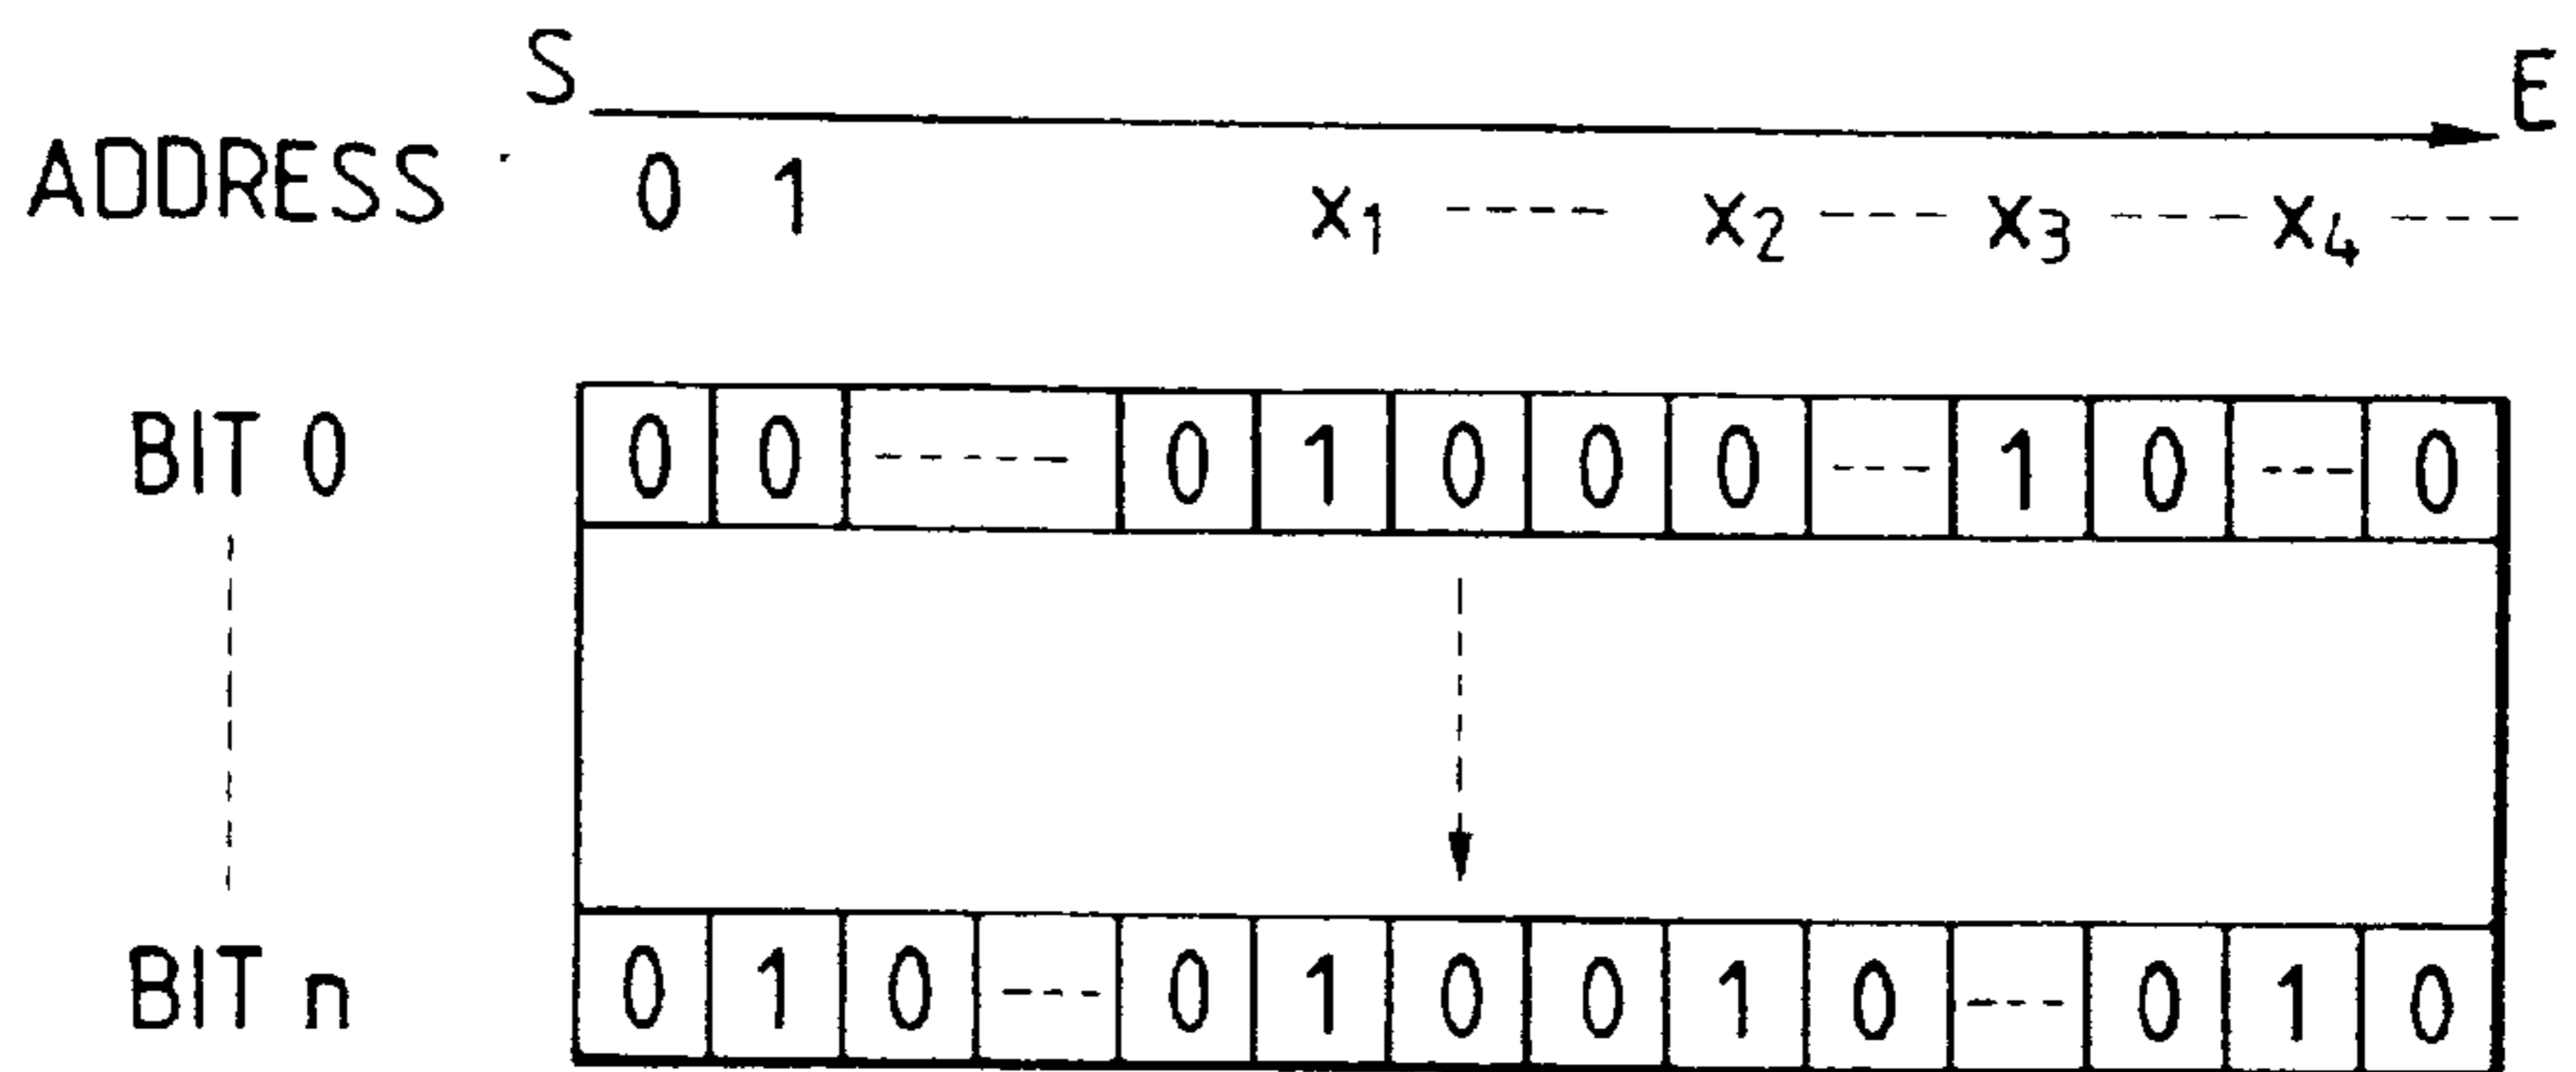 S E
ADDRESS 0 1 x₁ ----- x₂ ---- x₃ ---- x₄ ----
BIT 0 0 0 ----- 0 1 0 0 0 --- 1 0 --- 0
BIT n 0 1 0 --- 0 1 0 0 1 0 --- 0 1 0